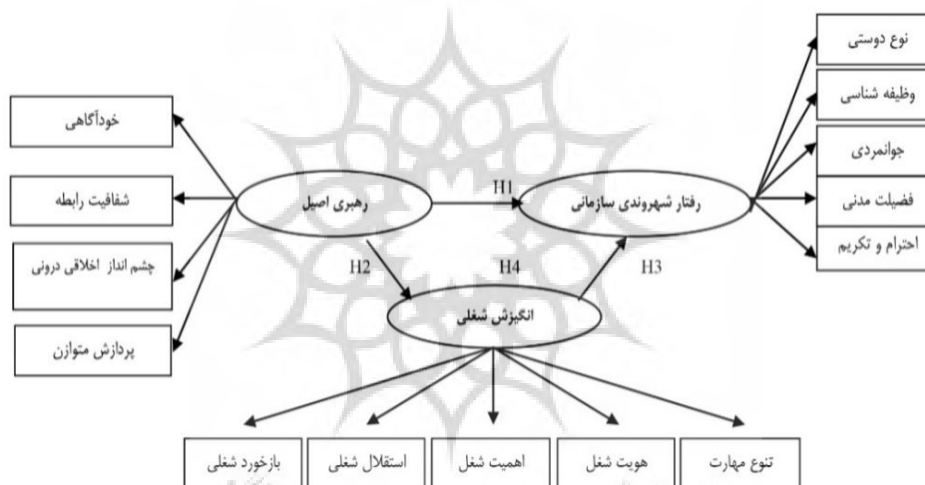 نوع دوستی
وظیفه شناسی
جوانمردی
فضیلت مدنی
احترام و تکریم
رفتار شهروندی سازمانی
H1
رهبری اصیل
خودآگاهی
شفافیت رابطه
چشم انداز اخلاقی درونی
پردازش متوازن
H3
H4
H2
انگیزش شغلی
تنوع مهارت
هویت شغل
اهمیت شغل
استقلال شغلی
بازخورد شغلی